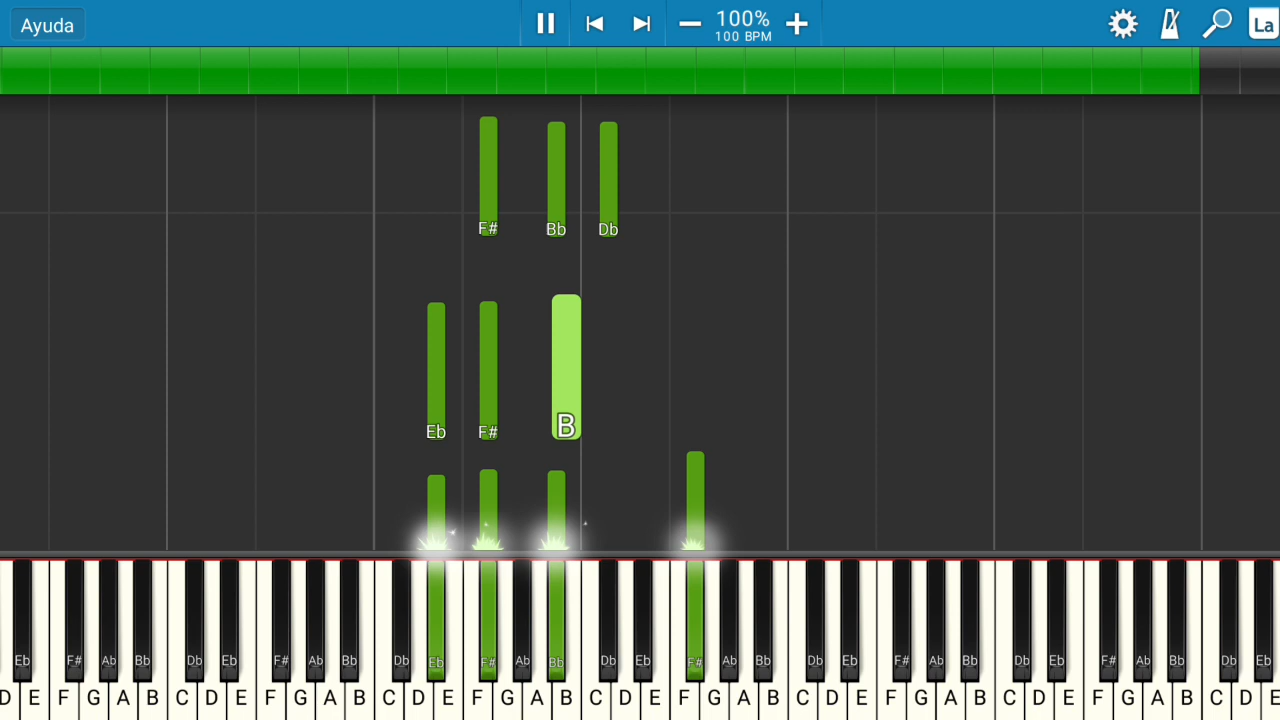 Ayuda
100%
100 BPM
La
F# Bb Db
Eb F# B
Eb F# Ab Bb Db Eb F# Ab Bb Db Eb F# Ab Bb Db Eb F# Ab Bb Db Eb F# Ab Bb Db Eb F# Ab Bb Db Eb
D E F G A B C D E F G A B C D E F G A B C D E F G A B C D E F G A B C D E F G A B C D E